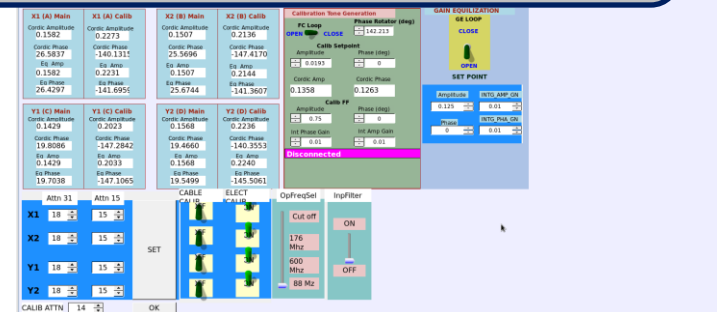 X1 (A) Main
X1 (A) Calib
Cordic Amplitude
Cordic Amplitude
0.1582
0.2273
Cordic Phase
Cordic Phase
26.5837
-140.1315
Eq Amp
Eq Amp
0.1582
0.2231
Eq Phase
Eq Phase
26.4297
-141.6959
X2 (B) Main
X2 (B) Calib
Cordic Amplitude
Cordic Amplitude
0.1507
0.2136
Cordic Phase
Cordic Phase
25.5696
-147.4170
Eq Amp
Eq Amp
0.1507
0.2144
Eq Phase
Eq Phase
25.6744
-141.3607
Y1 (C) Main
Y1 (C) Calib
Cordic Amplitude
Cordic Amplitude
0.1429
0.2023
Cordic Phase
Cordic Phase
19.8086
-147.2842
Eq Amp
Eq Amp
0.1429
0.2033
Eq Phase
Eq Phase
19.7038
-147.1065
Y2 (D) Main
Y2 (D) Calib
Cordic Amplitude
Cordic Amplitude
0.1568
0.2236
Cordic Phase
Cordic Phase
19.4660
-140.3553
Eq Amp
Eq Amp
0.1568
0.2240
Eq Phase
Eq Phase
19.5499
-145.5061
Calibration Tone Generation
FC Loop
Phase Rotator (deg)
OPEN
CLOSE
142.213
Calib Setpoint
Amplitude
Phase (deg)
0.0193
0
Cordic Amp
Cordic Phase
0.1358
0.1263
Calib FF
Amplitude
Phase (deg)
0.75
0
Int Phase Gain
Int Amp Gain
0.01
0.01
Disconnected
GAIN EQUILIZATION
GE LOOP
CLOSE
OPEN
SET POINT
Amplitude
INTG_AMP_GN
0.125
0.01
Phase
INTG_PHA_GN
0
0.01
Attn 31
Attn 15
X1
18
15
X2
18
15
Y1
18
15
Y2
18
15
SET
CALIB ATTN
14
OK
CABLE
ELECT
OpFreqSel
Cut off
176
Mhz
600
Mhz
88 Mz
InpFilter
ON
OFF